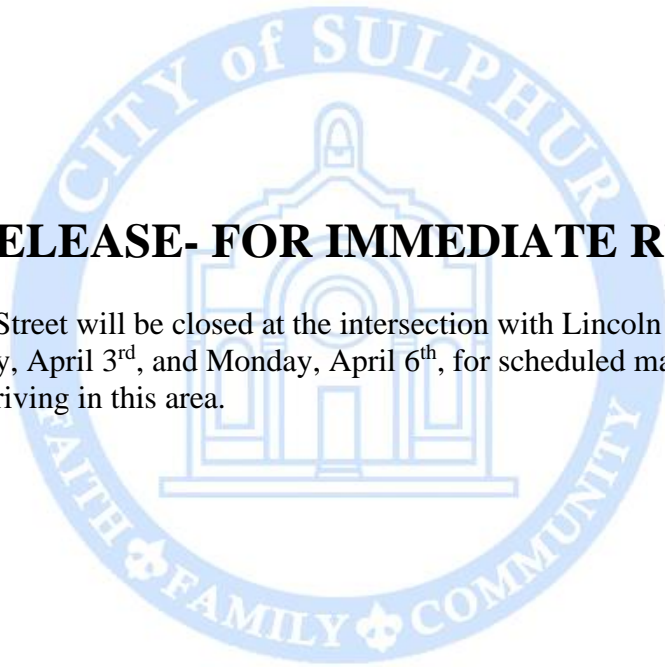 CITY of SULPHUR
ELEASE- FOR IMMEDIATE R
Street will be closed at the intersection with Lincoln
y, April 3rd, and Monday, April 6th, for scheduled ma
riving in this area.
FAITH FAMILY COMMUNITY